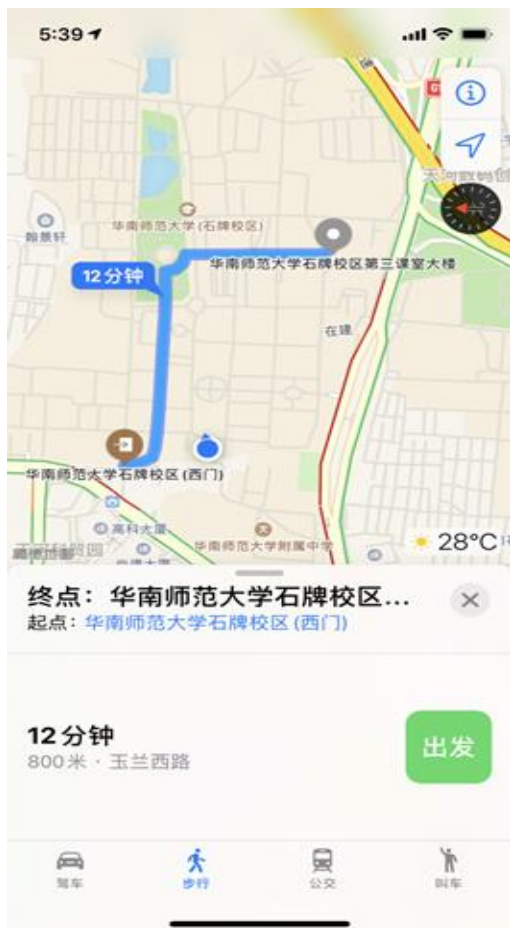 5:39
翰景轩
华南师范大学(石牌校区)
华南师范大学石牌校区第三课室大楼
12分钟
在建
华南师范大学石牌校区(西门)
高科大厦
华南师范大学附属中学
28°C
终点：华南师范大学石牌校区...
起点：华南师范大学石牌校区(西门)
12分钟
800米 · 玉兰西路
出发
驾车
步行
公交
叫车